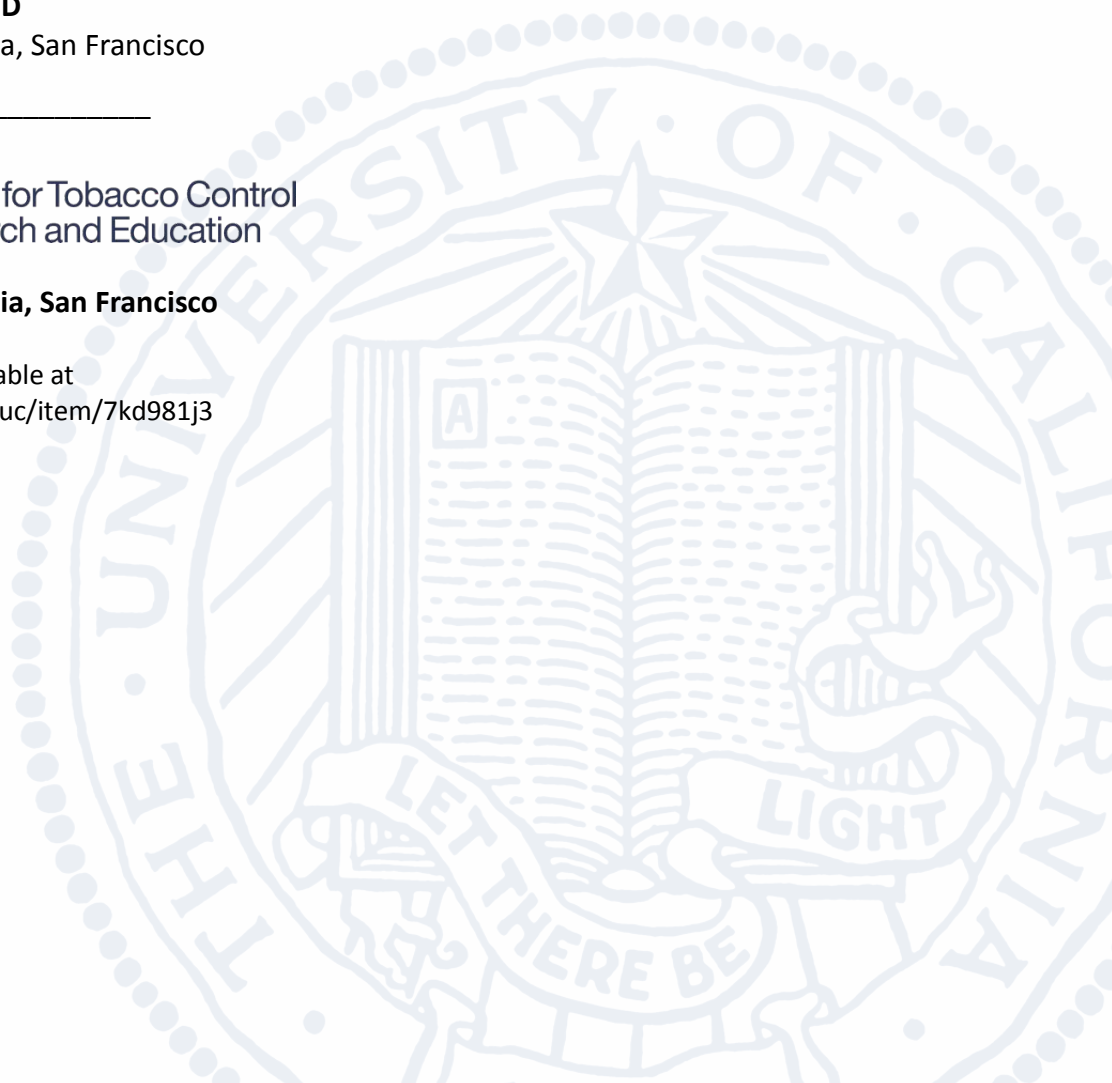 D
a, San Francisco
for Tobacco Control
rch and Education
ia, San Francisco
able at
uc/item/7kd981j3
THE · UNIVERSITY · OF · CALIFORNIA
A
LET THERE BE
LIGHT